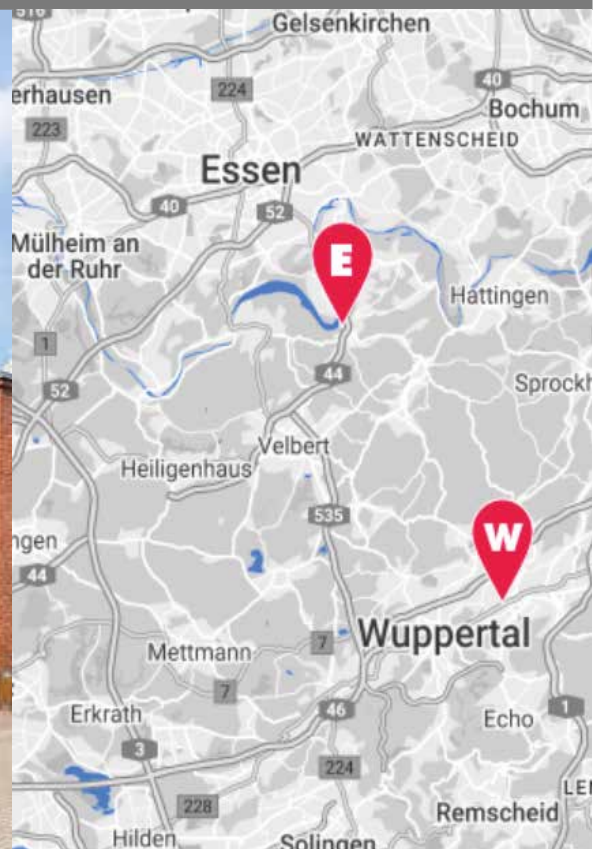 516
Gelsenkirchen
40
erhausen
224
Bochum
223
WATTENSCHEID
Essen
40
52
Mülheim an
der Ruhr
E
Hattingen
1
44
52
Sprockh
Velbert
Heiligenhaus
535
W
ngen
44
Wuppertal
7
Mettmann
7
Erkrath
46
1
Echo
3
224
LEN
228
Remscheid
Hilden
Solingen